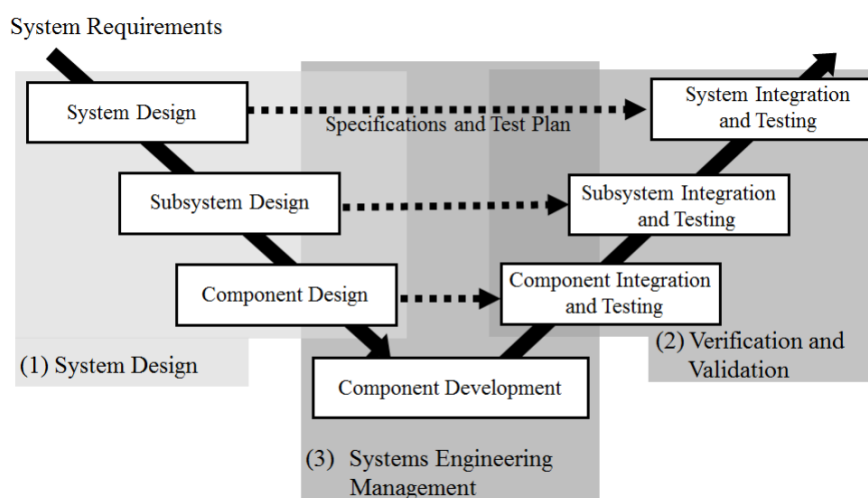 System Requirements
System Design
Specifications and Test Plan
System Integration
and Testing
Subsystem Design
Subsystem Integration
and Testing
Component Design
Component Integration
and Testing
(1) System Design
(2) Verification and
Validation
Component Development
(3) Systems Engineering
Management